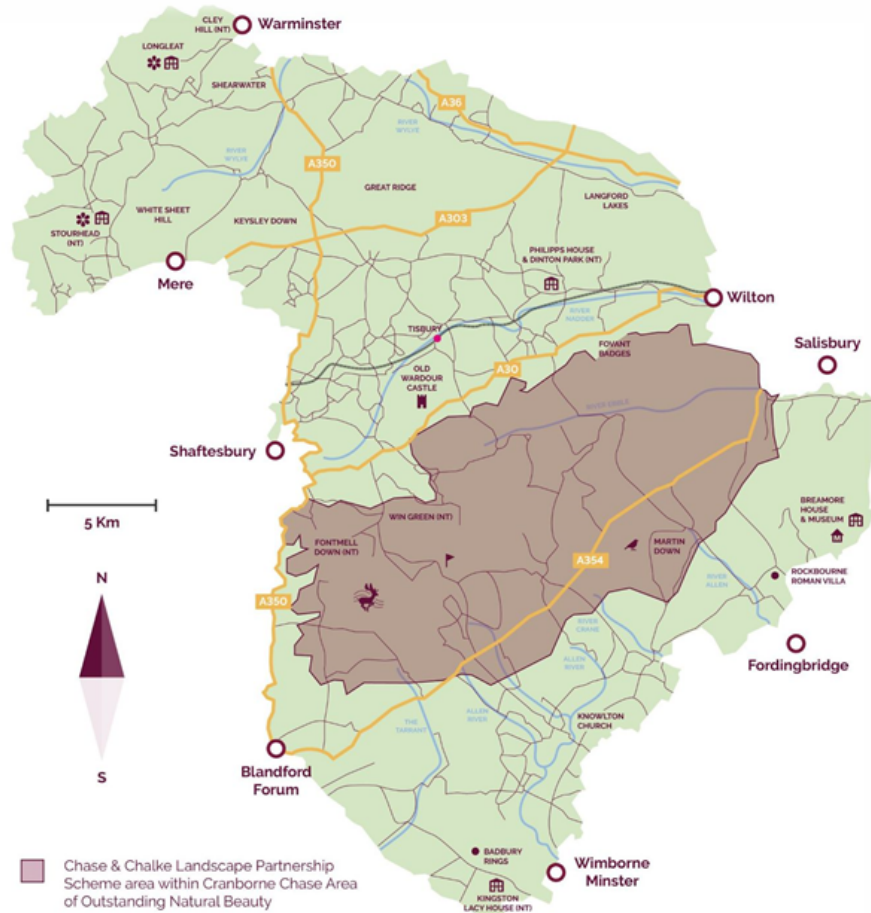 CLEY
HILL (NT)
Warminster
LONGLEAT
SHEARWATER
A36
RIVER
WYLYE
RIVER
WYLYE
A350
GREAT RIDGE
LANGFORD
LAKES
WHITE SHEET
HILL
KEYSLEY DOWN
A303
STOURHEAD
(NT)
PHILIPPS HOUSE
& DINTON PARK (NT)
Mere
Wilton
RIVER
NADDER
TISBURY
FOVANT
BADGES
Salisbury
OLD
WARDOUR
CASTLE
A30
RIVER EBBLE
Shaftesbury
5 Km
WIN GREEN (NT)
BREAMORE
HOUSE
& MUSEUM
FONTMELL
DOWN (NT)
MARTIN
DOWN
A354
N
ROCKBOURNE
ROMAN VILLA
RIVER
ALLEN
A350
RIVER
CRANE
Fordingbridge
ALLEN
RIVER
S
THE
TARRANT
ALLEN
RIVER
KNOWLTON
CHURCH
Blandford
Forum
BADBURY
RINGS
Wimborne
Minster
KINGSTON
LACY HOUSE (NT)
Chase & Chalke Landscape Partnership
Scheme area within Cranborne Chase Area
of Outstanding Natural Beauty